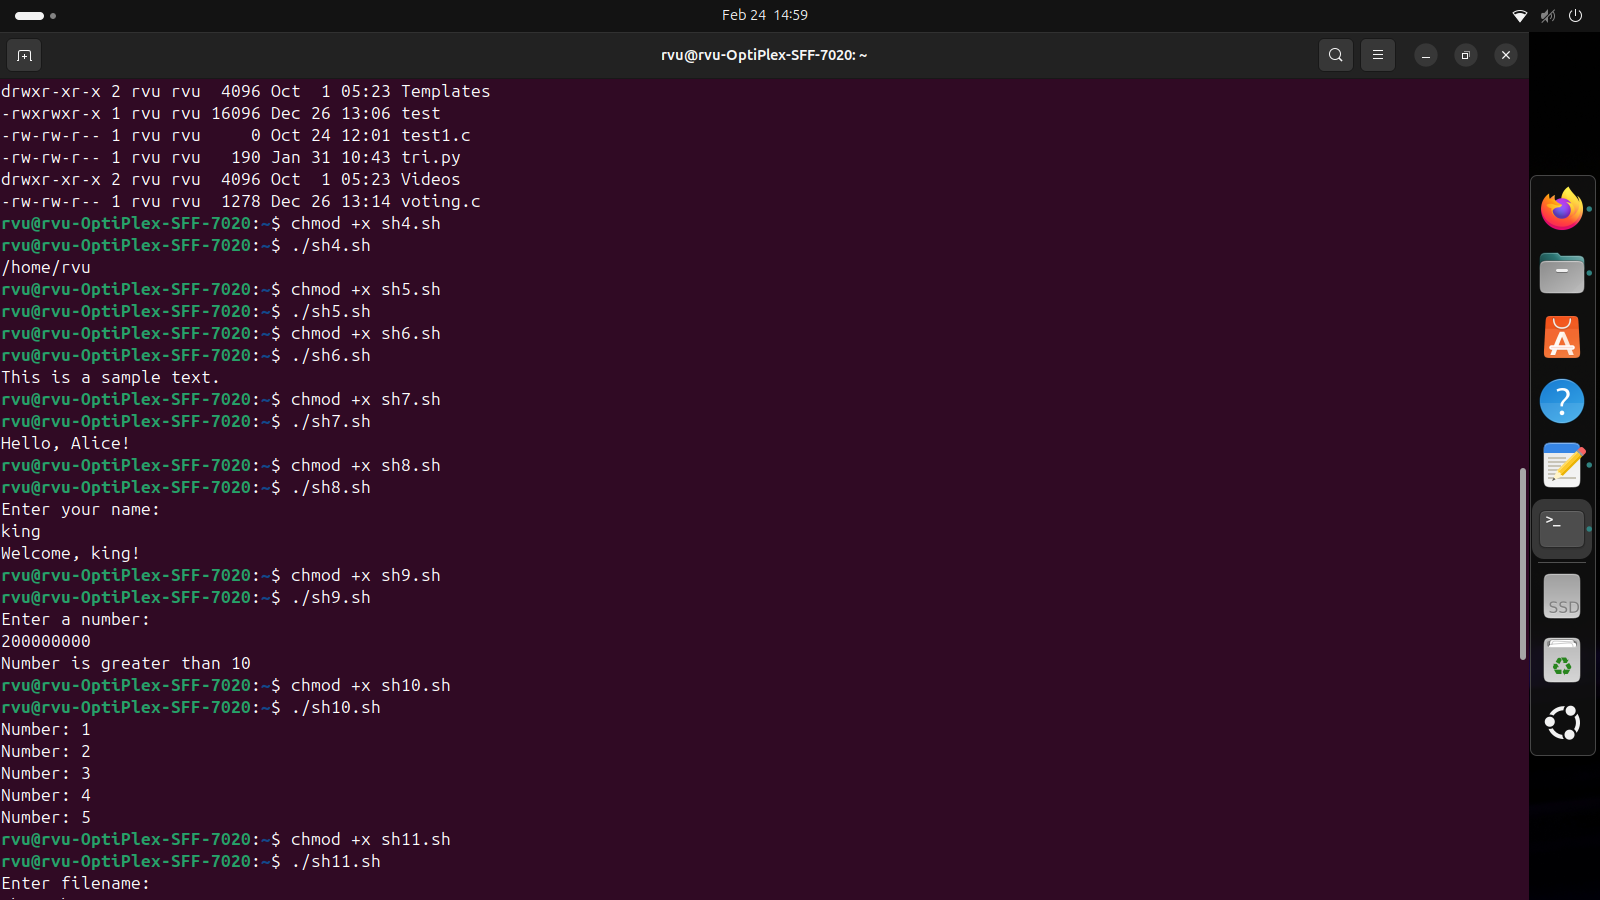 Feb 24 14:59
rvu@rvu-OptiPlex-SFF-7020: ~
drwxr-xr-x 2 rvu rvu  4096 Oct  1 05:23 Templates
-rwxrwxr-x 1 rvu rvu 16096 Dec 26 13:06 test
-rw-rw-r-- 1 rvu rvu     0 Oct 24 12:01 test1.c
-rw-rw-r-- 1 rvu rvu   190 Jan 31 10:43 tri.py
drwxr-xr-x 2 rvu rvu  4096 Oct  1 05:23 Videos
-rw-rw-r-- 1 rvu rvu  1278 Dec 26 13:14 voting.c
rvu@rvu-OptiPlex-SFF-7020:~$ chmod +x sh4.sh
rvu@rvu-OptiPlex-SFF-7020:~$ ./sh4.sh
/home/rvu
rvu@rvu-OptiPlex-SFF-7020:~$ chmod +x sh5.sh
rvu@rvu-OptiPlex-SFF-7020:~$ ./sh5.sh
rvu@rvu-OptiPlex-SFF-7020:~$ chmod +x sh6.sh
rvu@rvu-OptiPlex-SFF-7020:~$ ./sh6.sh
This is a sample text.
rvu@rvu-OptiPlex-SFF-7020:~$ chmod +x sh7.sh
rvu@rvu-OptiPlex-SFF-7020:~$ ./sh7.sh
Hello, Alice!
rvu@rvu-OptiPlex-SFF-7020:~$ chmod +x sh8.sh
rvu@rvu-OptiPlex-SFF-7020:~$ ./sh8.sh
Enter your name:
king
Welcome, king!
rvu@rvu-OptiPlex-SFF-7020:~$ chmod +x sh9.sh
rvu@rvu-OptiPlex-SFF-7020:~$ ./sh9.sh
Enter a number:
200000000
Number is greater than 10
rvu@rvu-OptiPlex-SFF-7020:~$ chmod +x sh10.sh
rvu@rvu-OptiPlex-SFF-7020:~$ ./sh10.sh
Number: 1
Number: 2
Number: 3
Number: 4
Number: 5
rvu@rvu-OptiPlex-SFF-7020:~$ chmod +x sh11.sh
rvu@rvu-OptiPlex-SFF-7020:~$ ./sh11.sh
Enter filename:
SSD